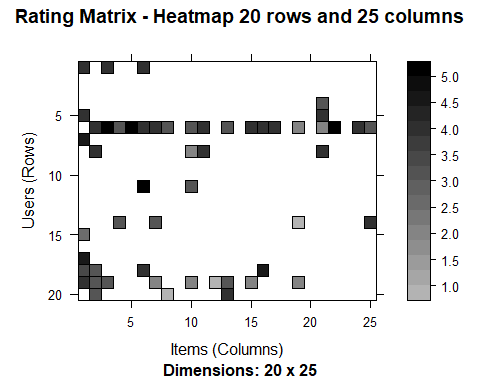 Rating Matrix - Heatmap 20 rows and 25 columns
5
10
15
20
Users (Rows)
5.0
4.5
4.0
3.5
3.0
2.5
2.0
1.5
1.0
5 10 15 20 25
Items (Columns)
Dimensions: 20 x 25